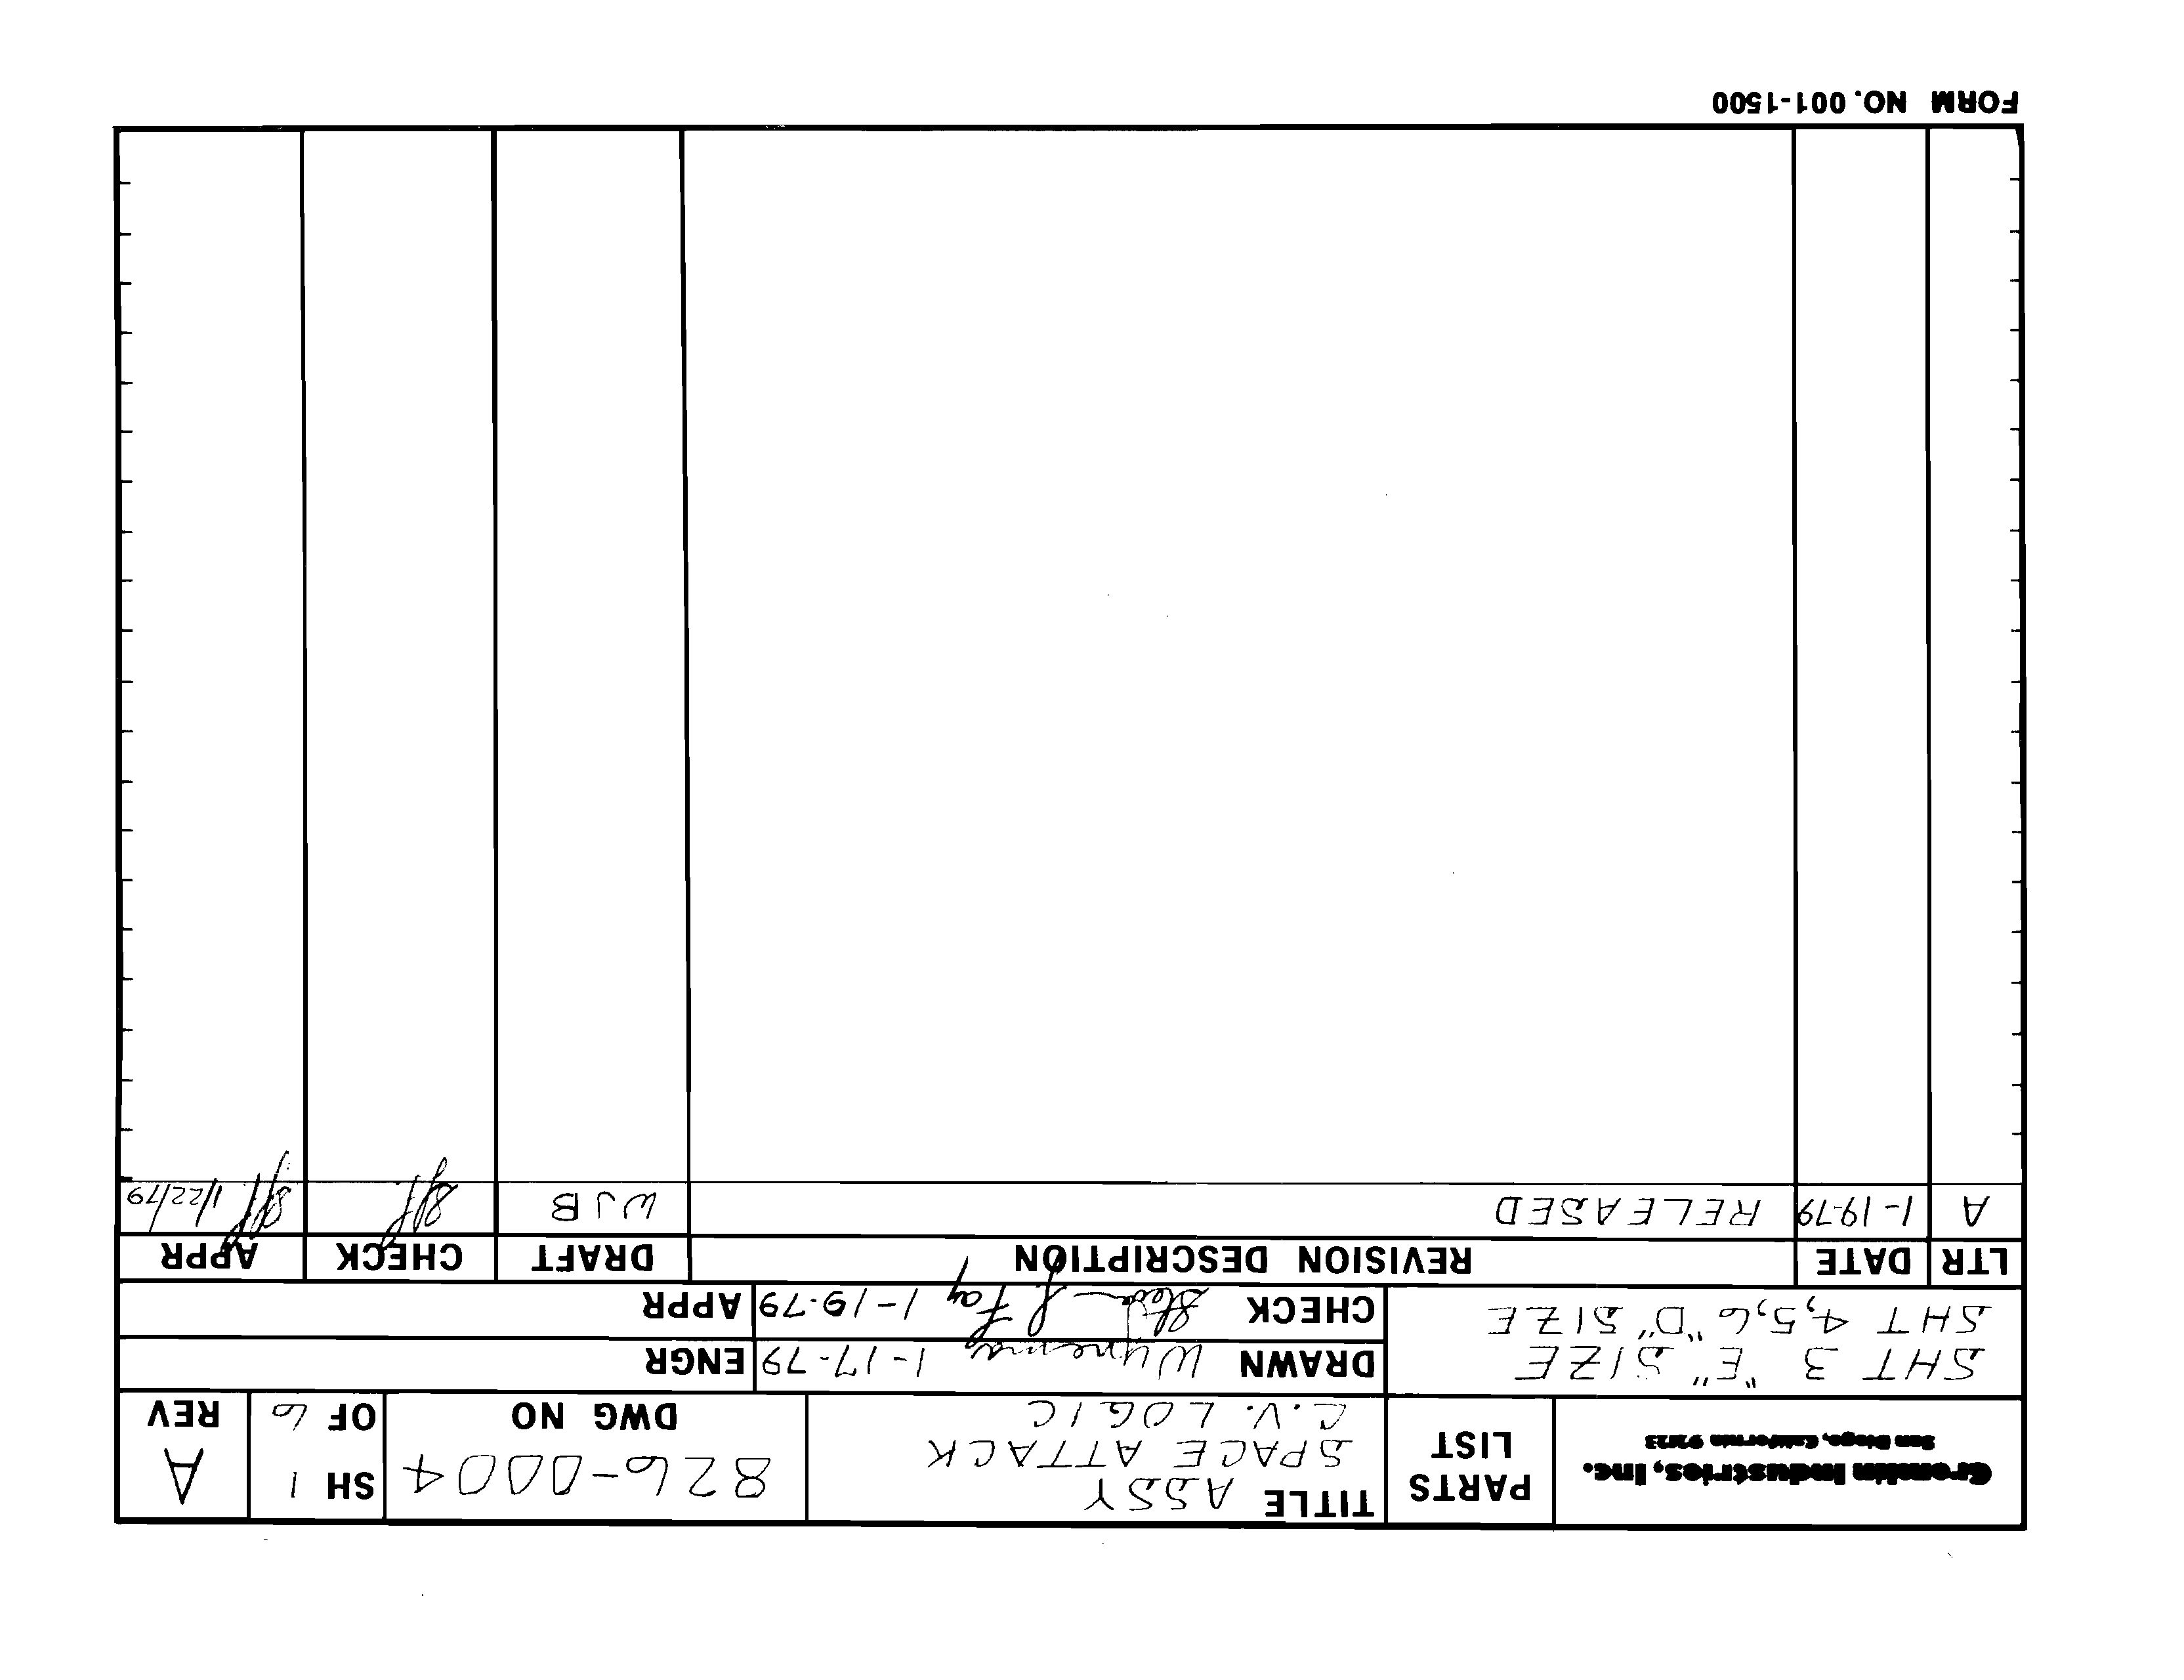 Gremlin Industries, Inc.
San Diego, California 92123
PARTS
LIST
TITLE ASSY
SPACE ATTACK
C.V. LOGIC
826-0004
DWG NO
SH 1
OF 6
A
REV
SHT 3 "E" SIZE
SHT 4,5,6 "D" SIZE
DRAWN 1-17-79 ENGR
CHECK 1-19-79 APPR
LTR DATE REVISION DESCRIPTION DRAFT CHECK APPR
A 1-19-79 RELEASED WJB 1/22/79
FORM NO. 001-1500